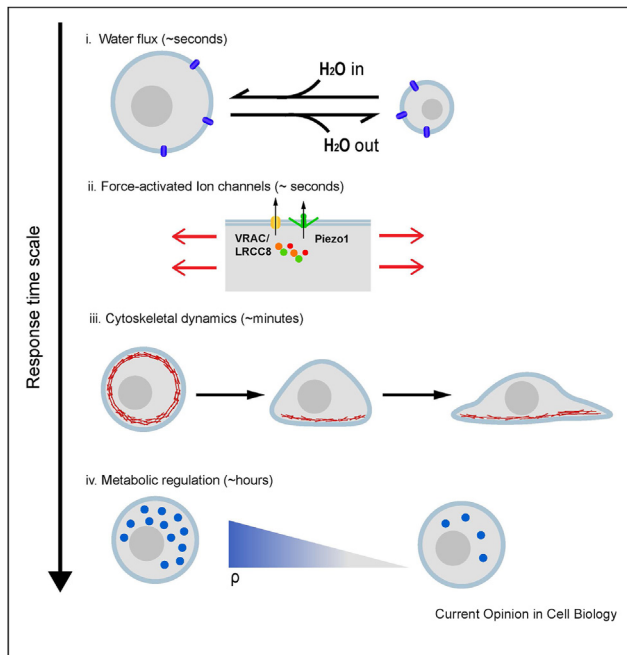 i. Water flux (~seconds)
H2O in
H2O out
ii. Force-activated Ion channels (~ seconds)
VRAC/
LRCC8
Piezo1
Response time scale
iii. Cytoskeletal dynamics (~minutes)
iv. Metabolic regulation (~hours)
ρ
Current Opinion in Cell Biology